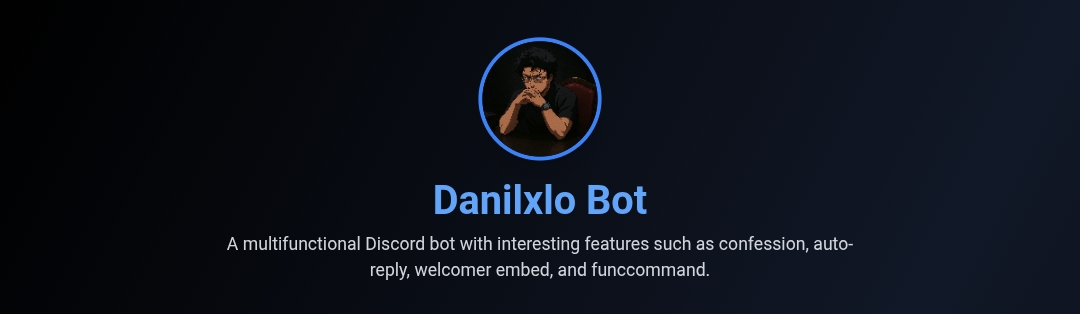 Danilxlo Bot
A multifunctional Discord bot with interesting features such as confession, auto-
reply, welcomer embed, and funccommand.